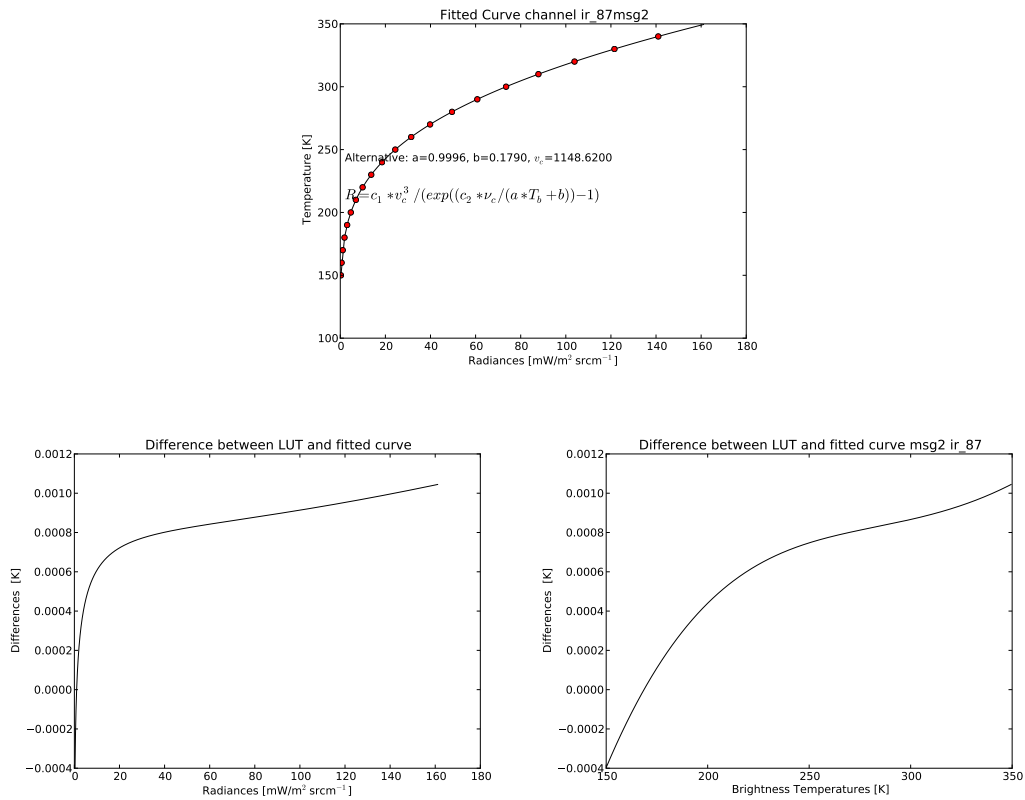 Fitted Curve channel ir_87msg2
350
300
250
200
150
100
Temperature [K]
Alternative: a=0.9996, b=0.1790, v_c=1148.6200
R=c_1 *v_c^3 /(exp((c_2 *ν_c/(a*T_b +b))−1)
0 20 40 60 80 100 120 140 160 180
Radiances [mW/m² srcm⁻¹]
Difference between LUT and fitted curve
0.0012
0.0010
0.0008
0.0006
0.0004
0.0002
0.0000
−0.0002
−0.0004
Differences [K]
0 20 40 60 80 100 120 140 160 180
Radiances [mW/m² srcm⁻¹]
Difference between LUT and fitted curve msg2 ir_87
0.0012
0.0010
0.0008
0.0006
0.0004
0.0002
0.0000
−0.0002
−0.0004
Differences [K]
150 200 250 300 350
Brightness Temperatures [K]